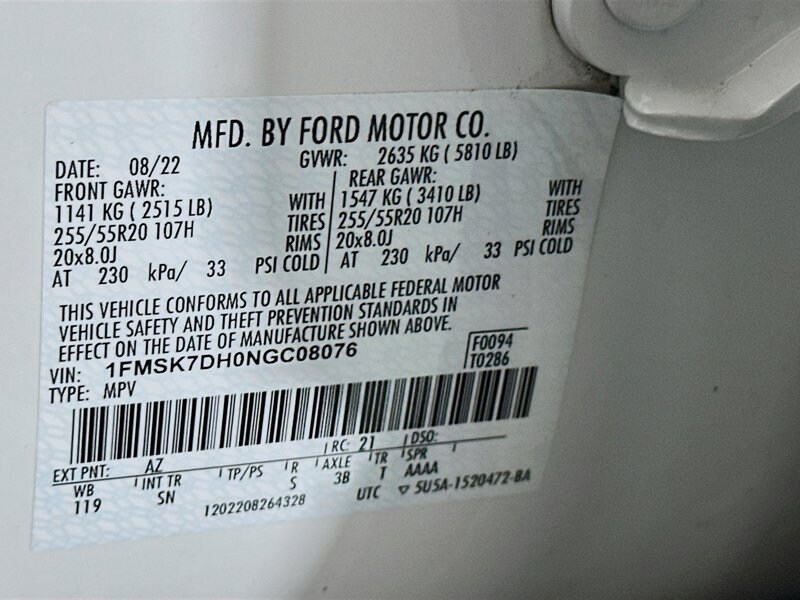 MFD. BY FORD MOTOR CO.
DATE: 08/22 GVWR: 2635 KG ( 5810 LB)
FRONT GAWR: REAR GAWR:
1141 KG ( 2515 LB) WITH 1547 KG ( 3410 LB) WITH
255/55R20 107H TIRES 255/55R20 107H TIRES
20x8.0J RIMS 20x8.0J RIMS
AT 230 kPa/ 33 PSI COLD AT 230 kPa/ 33 PSI COLD
THIS VEHICLE CONFORMS TO ALL APPLICABLE FEDERAL MOTOR
VEHICLE SAFETY AND THEFT PREVENTION STANDARDS IN
EFFECT ON THE DATE OF MANUFACTURE SHOWN ABOVE.
VIN: 1FMSK7DH0NGC08076 F0094
TYPE: MPV T0286
EXT PNT: AZ RC: 21 DSO:
WB INT TR TP/PS R AXLE TR SPR
119 SN S 3B T AAAA
1202208264328 UTC ▽ 5U5A-1520472-BA